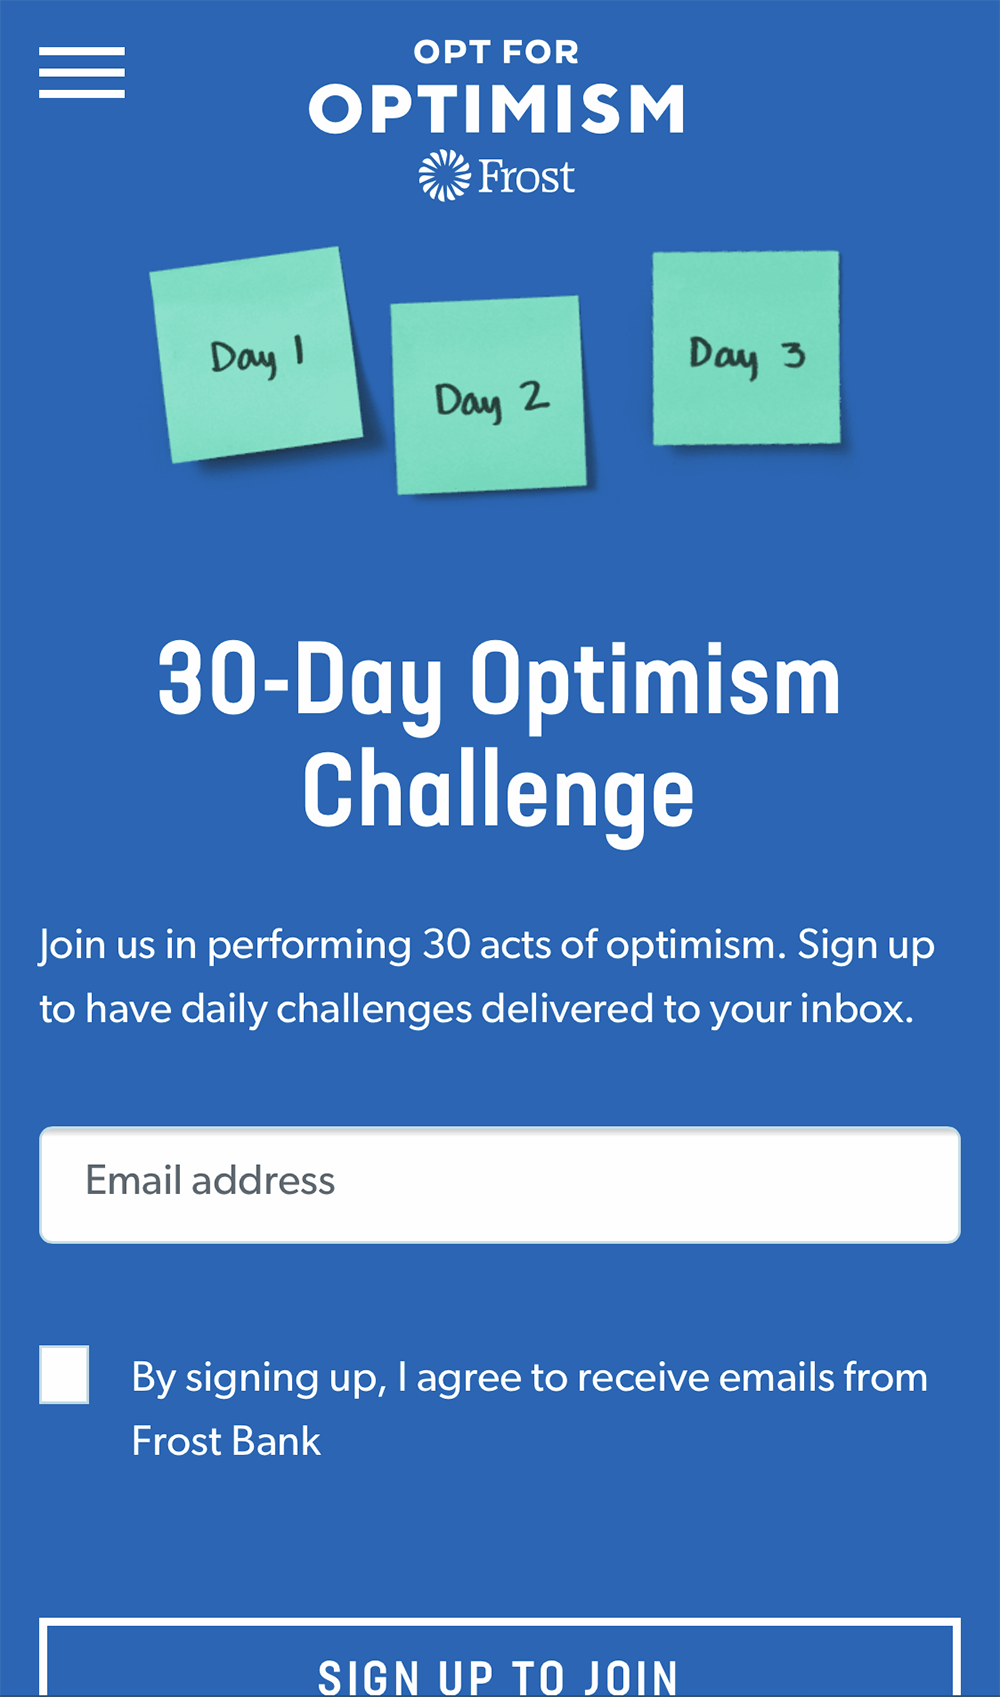 OPT FOR
OPTIMISM
Frost
Day 1
Day 2
Day 3
30-Day Optimism
Challenge
Join us in performing 30 acts of optimism. Sign up
to have daily challenges delivered to your inbox.
Email address
By signing up, I agree to receive emails from
Frost Bank
SIGN UP TO JOIN